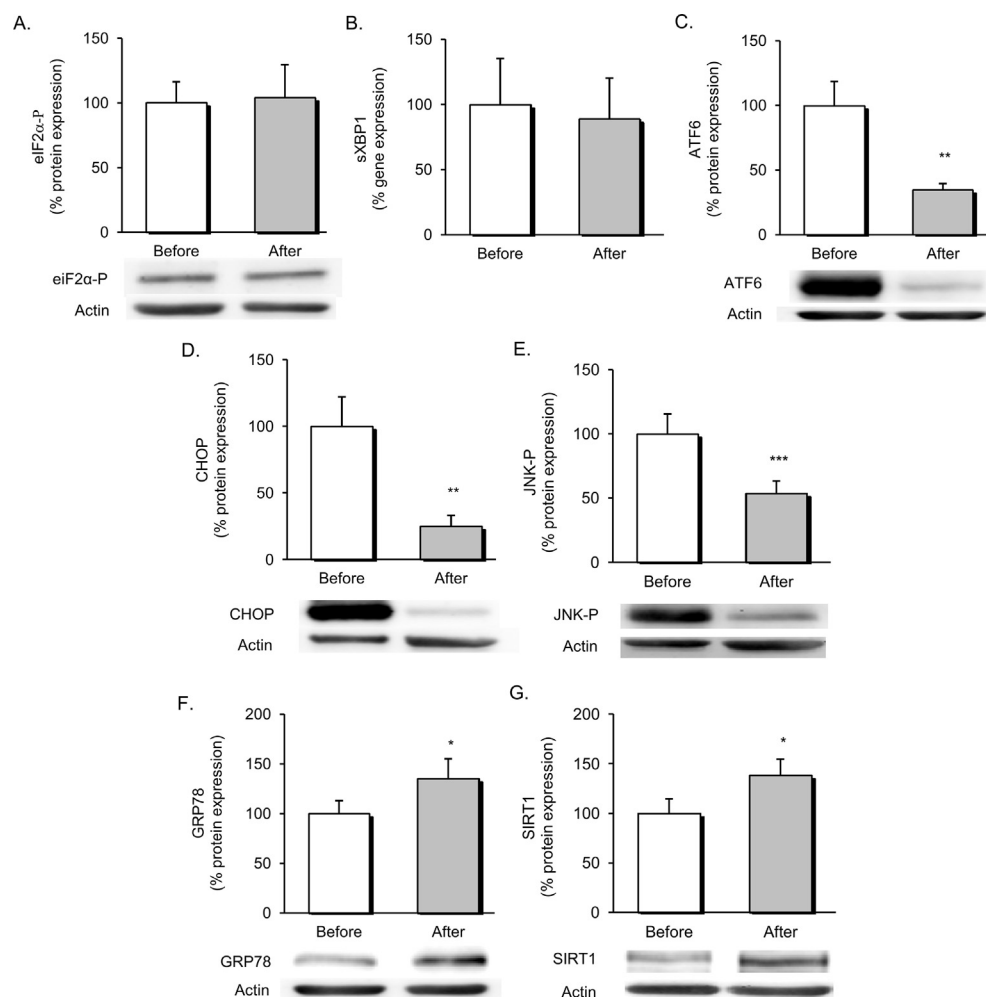 A.
eIF2α-P
(% protein expression)
150
100
50
0
Before After
eiF2α-P
Actin
B.
sXBP1
(% gene expression)
150
100
50
0
Before After
C.
ATF6
(% protein expression)
150
100
50
0
**
Before After
ATF6
Actin
D.
CHOP
(% protein expression)
150
100
50
0
**
Before After
CHOP
Actin
E.
JNK-P
(% protein expression)
150
100
50
0
***
Before After
JNK-P
Actin
F.
GRP78
(% protein expression)
200
150
100
50
0
*
Before After
GRP78
Actin
G.
SIRT1
(% protein expression)
200
150
100
50
0
*
Before After
SIRT1
Actin